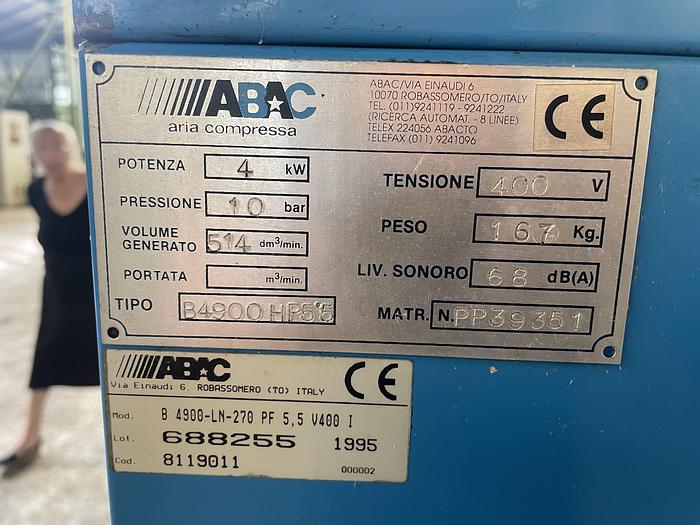 ABAC
aria compressa
ABAC/VIA EINAUDI 6
10070 ROBASSOMERO/TO/ITALY
TEL. (011)9241119 - 9241222
(RICERCA AUTOMAT. - 8 LINEE)
TELEX 224056 ABACTO
TELEFAX (011) 9241096
CE
POTENZA 4 kW
PRESSIONE 10 bar
VOLUME
GENERATO 514 dm³/min.
PORTATA m³/min.
TIPO B4900HP5'5
TENSIONE 400 V
PESO 167 Kg.
LIV. SONORO 68 dB(A)
MATR. N. PP39351
ABAC
Via Einaudi 6. ROBASSOMERO (TO) ITALY
CE
Mod. B 4900-LN-270 PF 5,5 V400 I
Lot. 688255 1995
Cod. 8119011 000002